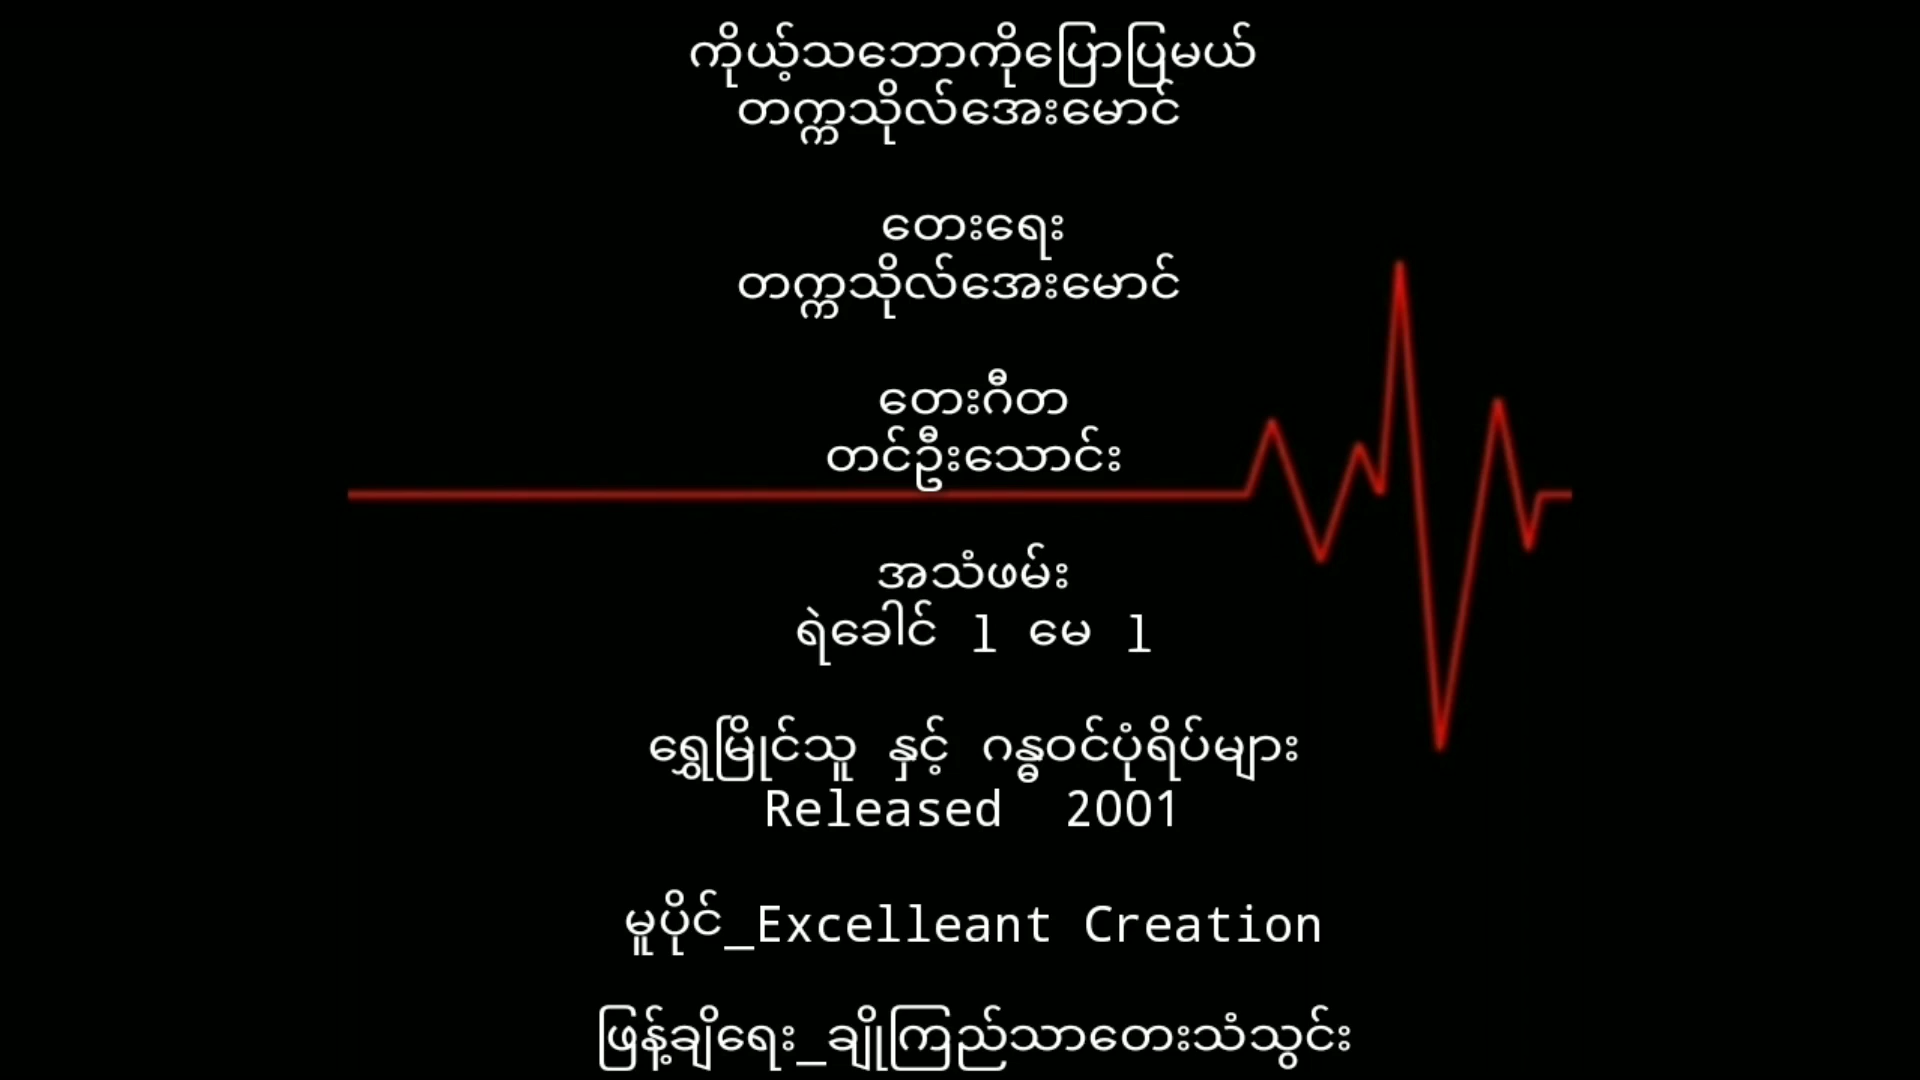 ကိုယ့်သဘောကိုပြောပြမယ်
တက္ကသိုလ်အေးမောင်
တေးရေး
တက္ကသိုလ်အေးမောင်
တေးဂီတ
တင်ဦးသောင်း
အသံဖမ်း
ရဲခေါင် 1 မေ 1
ရွှေမြိုင်သူ နှင့် ဂန္ဓဝင်ပုံရိပ်များ
Released 2001
မူပိုင်_Excelleant Creation
ဖြန့်ချိရေး_ချိုကြည်သာတေးသံသွင်း